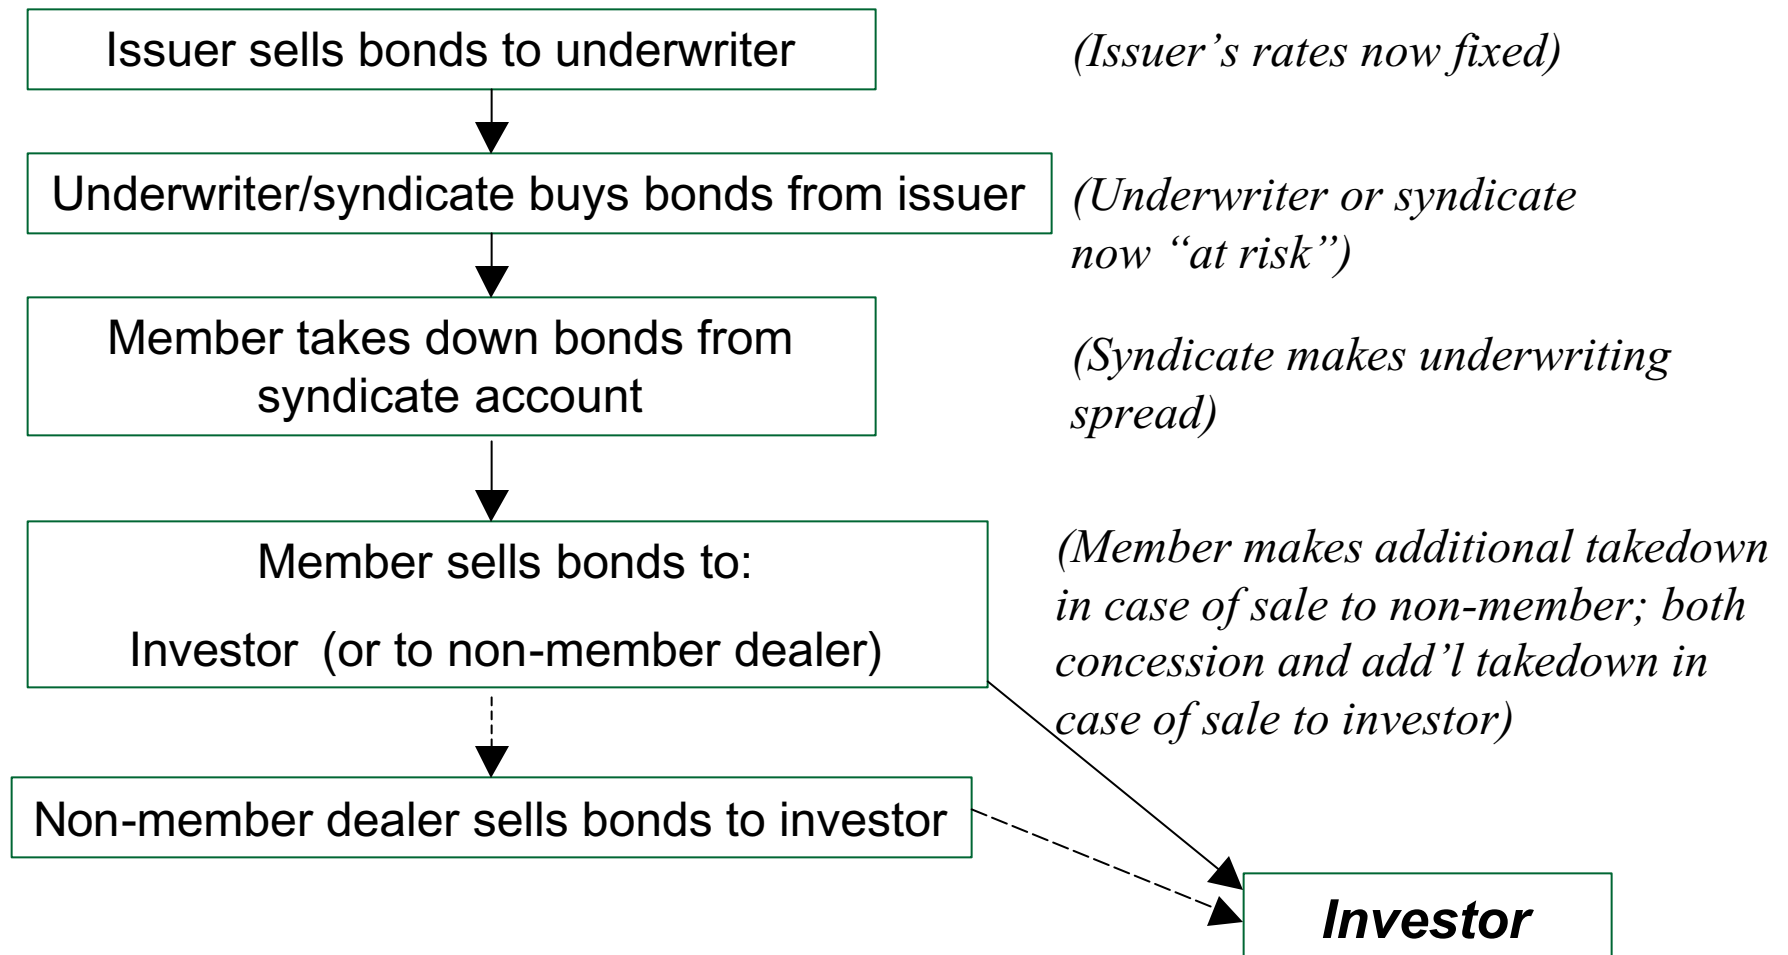 Issuer sells bonds to underwriter
(Issuer’s rates now fixed)
Underwriter/syndicate buys bonds from issuer
(Underwriter or syndicate
now “at risk”)
Member takes down bonds from
syndicate account
(Syndicate makes underwriting
spread)
Member sells bonds to:
Investor (or to non-member dealer)
(Member makes additional takedown
in case of sale to non-member; both
concession and add’l takedown in
case of sale to investor)
Non-member dealer sells bonds to investor
Investor